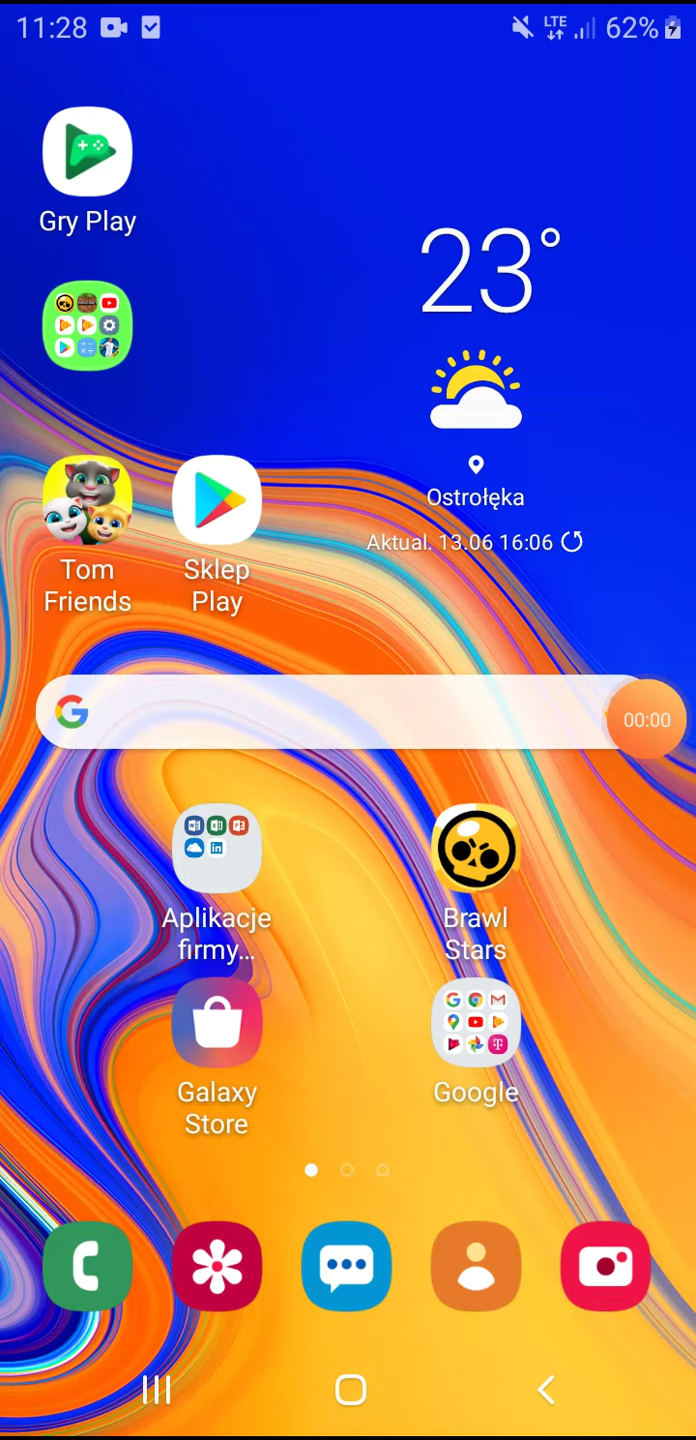 11:28 LTE 62%
Gry Play
23°
Ostrołęka
Aktual. 13.06 16:06
Tom
Friends
Sklep
Play
00:00
Aplikacje
firmy...
Brawl
Stars
Galaxy
Store
Google